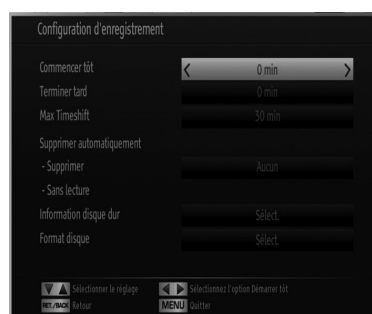 Configuration d'enregistrement
Commencer tôt 0 min
Terminer tard 0 min
Max Timeshift 30 min
Supprimer automatiquement
- Supprimer Aucun
- Sans lecture
Information disque dur Sélect.
Format disque Sélect.
Sélectionner le réglage Sélectionnez l'option Démarrer tôt
RET./BACK Retour MENU Quitter